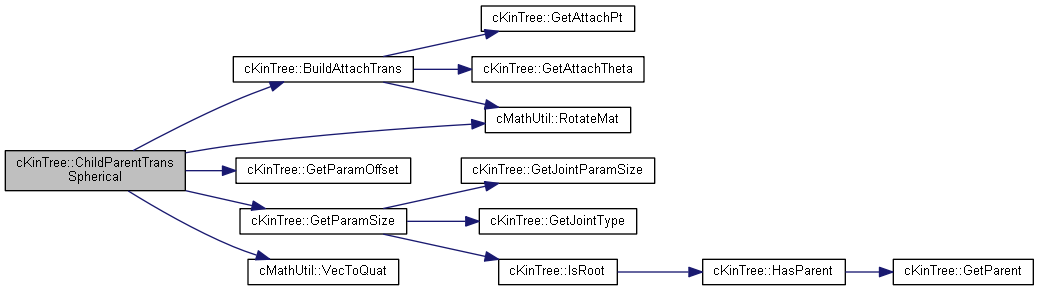 cKinTree::ChildParentTrans
Spherical
cKinTree::BuildAttachTrans
cKinTree::GetAttachPt
cKinTree::GetAttachTheta
cMathUtil::RotateMat
cKinTree::GetParamOffset
cKinTree::GetParamSize
cKinTree::GetJointParamSize
cKinTree::GetJointType
cKinTree::IsRoot
cKinTree::HasParent
cKinTree::GetParent
cMathUtil::VecToQuat